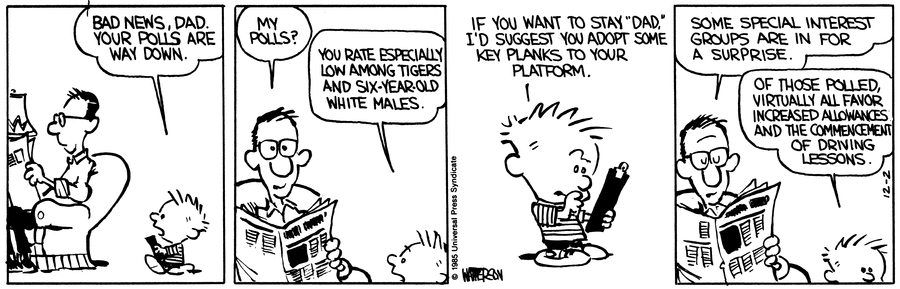 BAD NEWS, DAD.
YOUR POLLS ARE
WAY DOWN.
MY
POLLS?
YOU RATE ESPECIALLY
LOW AMONG TIGERS
AND SIX-YEAR-OLD
WHITE MALES.
© 1985 Universal Press Syndicate
IF YOU WANT TO STAY "DAD,"
I'D SUGGEST YOU ADOPT SOME
KEY PLANKS TO YOUR
PLATFORM.
WATTERSON
SOME SPECIAL INTEREST
GROUPS ARE IN FOR
A SURPRISE.
OF THOSE POLLED,
VIRTUALLY ALL FAVOR
INCREASED ALLOWANCES
AND THE COMMENCEMENT
OF DRIVING
LESSONS.
12-2